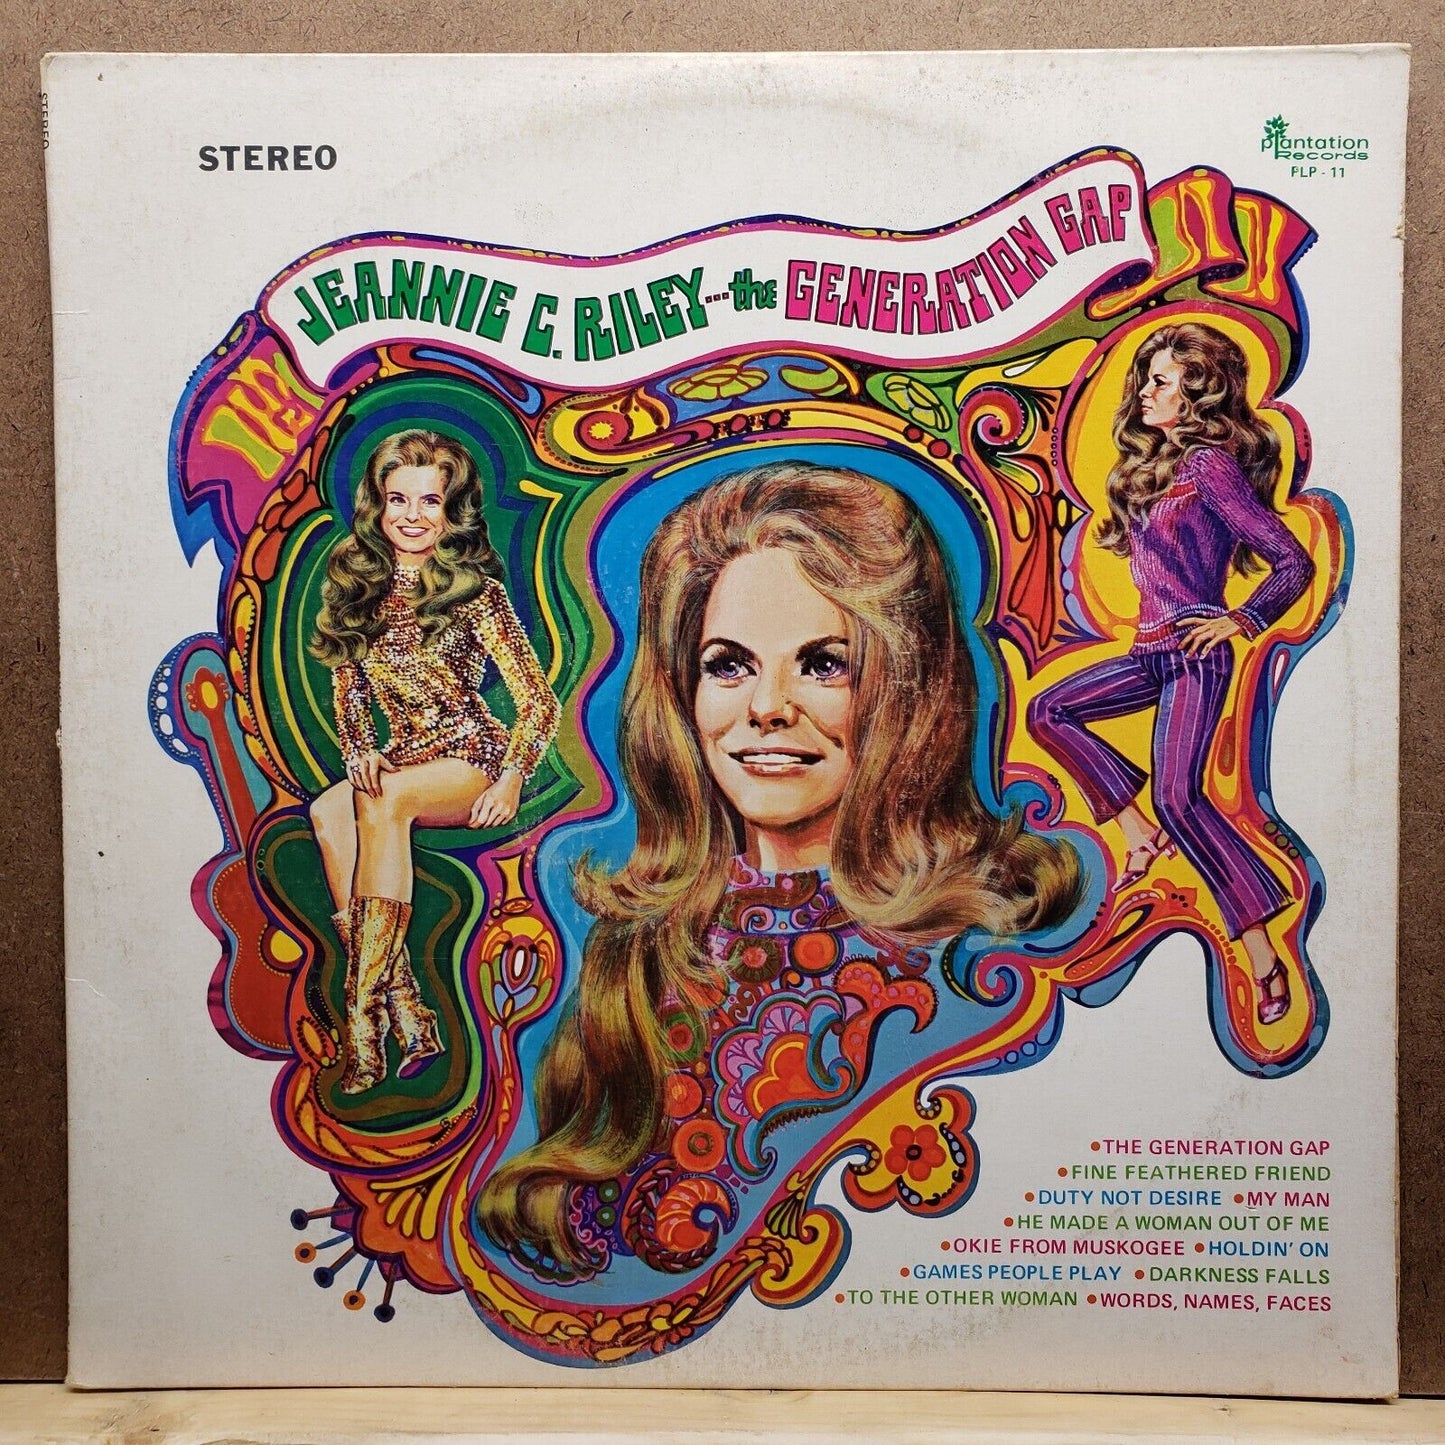 STEREO
STEREO
Plantation
Records
PLP - 11
JEANNIE C. RILEY...the GENERATION GAP
•THE GENERATION GAP
•FINE FEATHERED FRIEND
•DUTY NOT DESIRE •MY MAN
•HE MADE A WOMAN OUT OF ME
•OKIE FROM MUSKOGEE •HOLDIN' ON
•GAMES PEOPLE PLAY •DARKNESS FALLS
•TO THE OTHER WOMAN •WORDS, NAMES, FACES